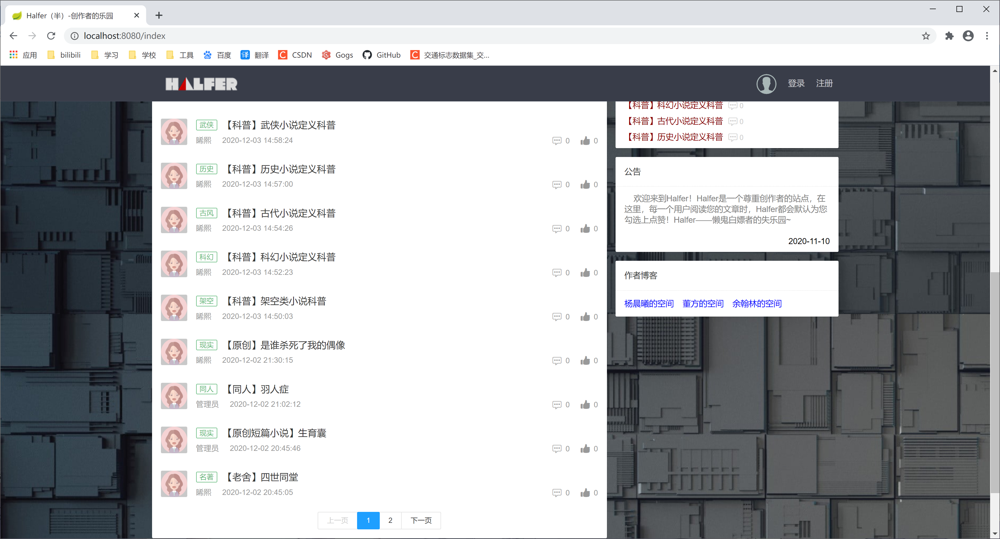 Halfer（半）-创作者的乐园
localhost:8080/index
应用 bilibili 学习 学校 工具 百度 翻译 CSDN Gogs GitHub 交通标志数据集_交...
HALFER
登录 注册
武侠 【科普】武侠小说定义科普
晞熙 2020-12-03 14:58:24 0 0
历史 【科普】历史小说定义科普
晞熙 2020-12-03 14:57:00 0 0
古风 【科普】古代小说定义科普
晞熙 2020-12-03 14:54:26 0 0
科幻 【科普】科幻小说定义科普
晞熙 2020-12-03 14:52:23 0 0
架空 【科普】架空类小说科普
晞熙 2020-12-03 14:50:03 0 0
现实 【原创】是谁杀死了我的偶像
晞熙 2020-12-02 21:30:15 0 0
同人 【同人】羽人症
管理员 2020-12-02 21:02:12 0 0
现实 【原创短篇小说】生育囊
管理员 2020-12-02 20:45:46 0 0
名著 【老舍】四世同堂
晞熙 2020-12-02 20:45:05 0 0
上一页 1 2 下一页
【科普】科幻小说定义科普 0
【科普】古代小说定义科普 0
【科普】历史小说定义科普 0
公告
欢迎来到Halfer！Halfer是一个尊重创作者的站点，在
这里，每一个用户阅读您的文章时，Halfer都会默认为您
勾选上点赞！Halfer——懒鬼白嫖者的失乐园~
2020-11-10
作者博客
杨晨曦的空间 董方的空间 余翰林的空间